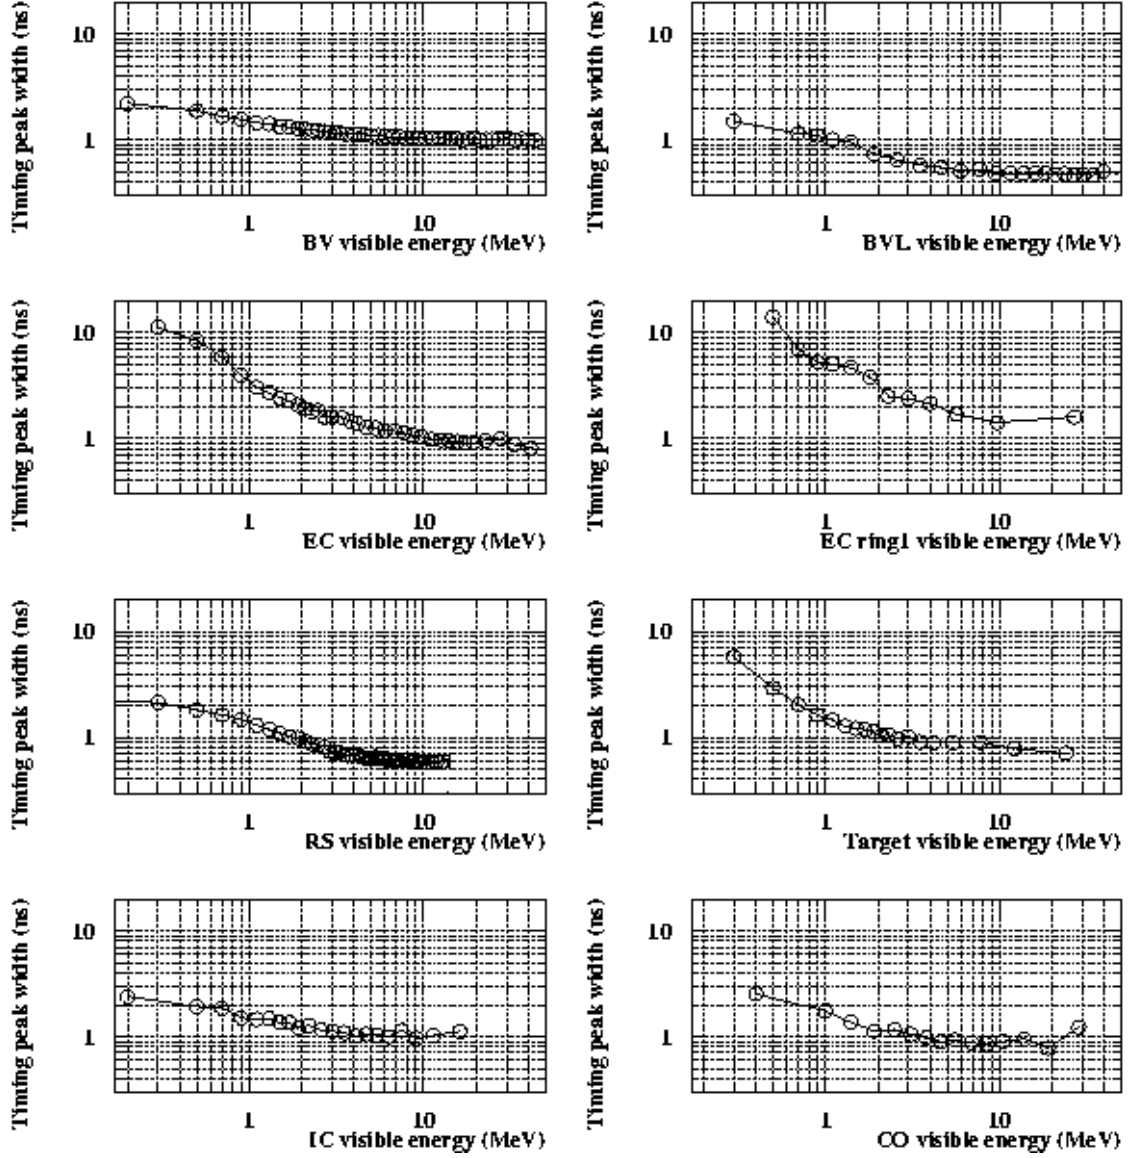 Timing peak width (ns)
10
1
1
10
BV visible energy (MeV)
Timing peak width (ns)
10
1
1
10
BVL visible energy (MeV)
Timing peak width (ns)
10
1
1
10
EC visible energy (MeV)
Timing peak width (ns)
10
1
1
10
EC ring1 visible energy (MeV)
Timing peak width (ns)
10
1
1
10
RS visible energy (MeV)
Timing peak width (ns)
10
1
1
10
Target visible energy (MeV)
Timing peak width (ns)
10
1
1
10
IC visible energy (MeV)
Timing peak width (ns)
10
1
1
10
CO visible energy (MeV)